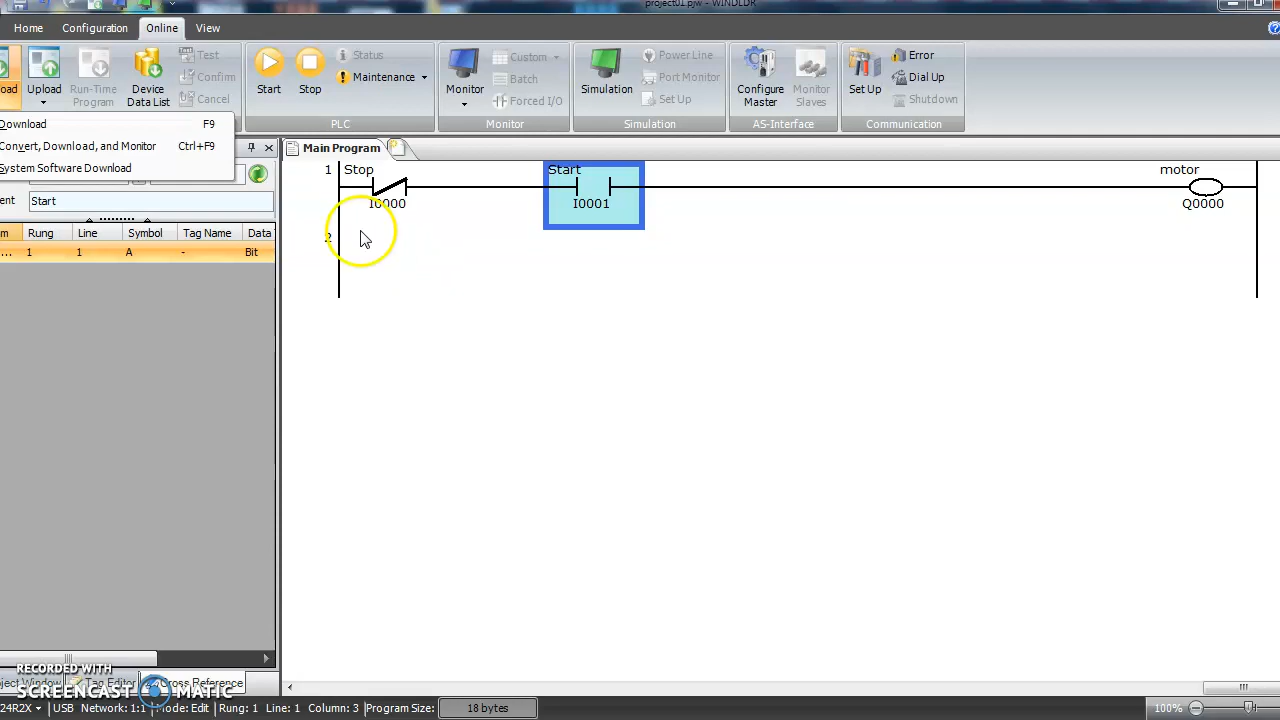 project01.pjw - WINDLDR
Home Configuration Online View
Upload Run-Time Program Device Data List Test Confirm Cancel
Start Stop Status Maintenance
Monitor Custom Batch Forced I/O
Simulation Power Line Port Monitor Set Up
Configure Master Monitor Slaves
Set Up Error Dial Up Shutdown
PLC Monitor Simulation AS-Interface Communication
Download F9
Convert, Download, and Monitor Ctrl+F9
System Software Download
Main Program
1 Stop Start motor
I0000 I0001 Q0000
2
Start
Rung Line Symbol Tag Name Data
... 1 1 A - Bit
RECORDED WITH
SCREENCAST MATIC
Tag Editor Cross Reference
24R2X USB Network: 1:1 Mode: Edit Rung: 1 Line: 1 Column: 3 Program Size: 18 bytes 100%